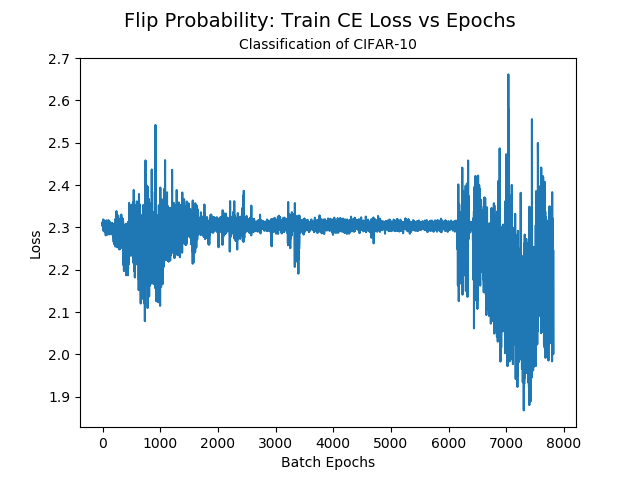 Flip Probability: Train CE Loss vs Epochs
Classification of CIFAR-10
2.7
2.6
2.5
2.4
2.3
2.2
2.1
2.0
1.9
Loss
0 1000 2000 3000 4000 5000 6000 7000 8000
Batch Epochs